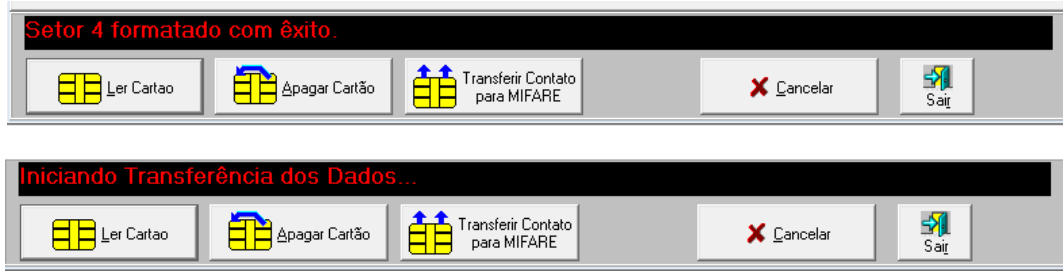 Setor 4 formatado com êxito.
Ler Cartao
Apagar Cartão
Transferir Contato
para MIFARE
Cancelar
Sair
Iniciando Transferência dos Dados...
Ler Cartao
Apagar Cartão
Transferir Contato
para MIFARE
Cancelar
Sair